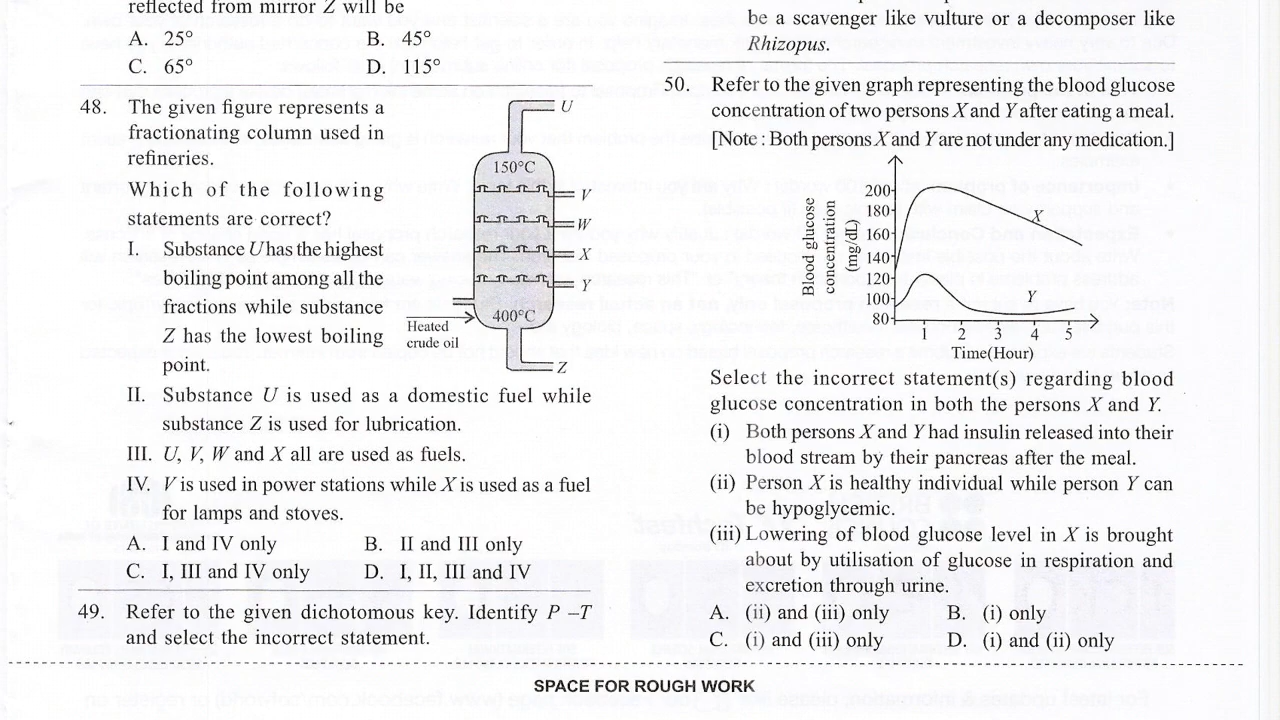 reflected from mirror Z will be
A. 25° B. 45°
C. 65° D. 115°
48. The given figure represents a
fractionating column used in
refineries.
Which of the following
statements are correct?
I. Substance U has the highest
boiling point among all the
fractions while substance
Z has the lowest boiling
point.
U
150°C
V
W
X
Y
400°C
Heated
crude oil
Z
II. Substance U is used as a domestic fuel while
substance Z is used for lubrication.
III. U, V, W and X all are used as fuels.
IV. V is used in power stations while X is used as a fuel
for lamps and stoves.
A. I and IV only B. II and III only
C. I, III and IV only D. I, II, III and IV
49. Refer to the given dichotomous key. Identify P –T
and select the incorrect statement.
be a scavenger like vulture or a decomposer like
Rhizopus.
50. Refer to the given graph representing the blood glucose
concentration of two persons X and Y after eating a meal.
[Note : Both persons X and Y are not under any medication.]
Blood glucose
concentration
(mg/dL)
200
180
160
140
120
100
80
X
Y
1 2 3 4 5
Time(Hour)
Select the incorrect statement(s) regarding blood
glucose concentration in both the persons X and Y.
(i) Both persons X and Y had insulin released into their
blood stream by their pancreas after the meal.
(ii) Person X is healthy individual while person Y can
be hypoglycemic.
(iii) Lowering of blood glucose level in X is brought
about by utilisation of glucose in respiration and
excretion through urine.
A. (ii) and (iii) only B. (i) only
C. (i) and (iii) only D. (i) and (ii) only
SPACE FOR ROUGH WORK